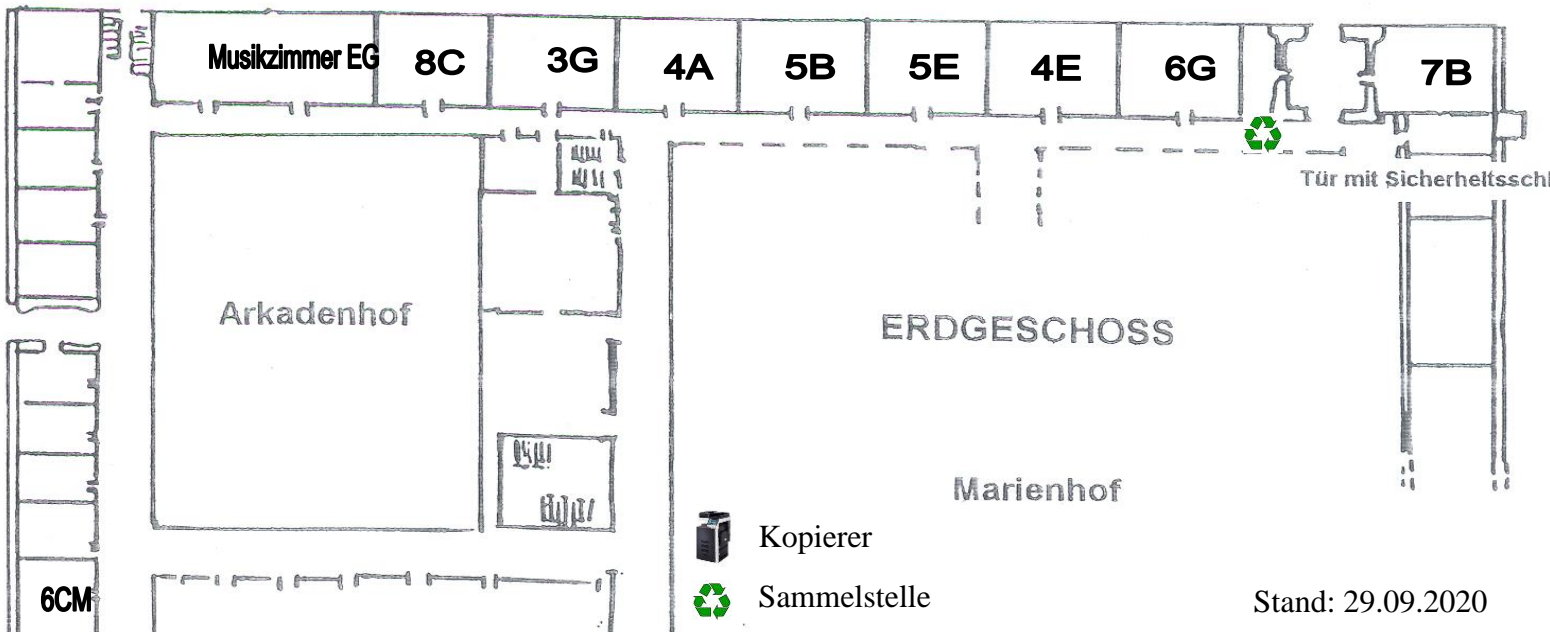 Musikzimmer EG
8C
3G
4A
5B
5E
4E
6G
7B
Tür mit Sicherheitsschl
Arkadenhof
ERDGESCHOSS
Marienhof
Kopierer
Sammelstelle
6CM
Stand: 29.09.2020